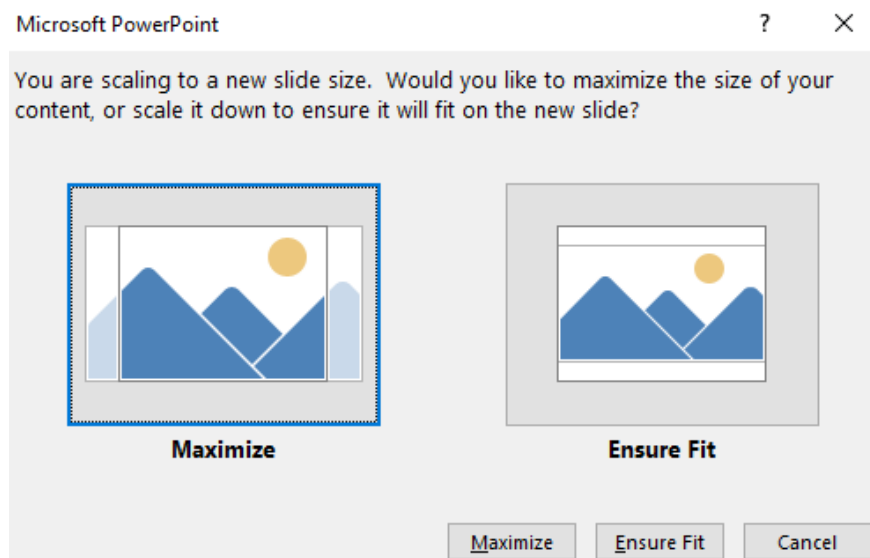 Microsoft PowerPoint ?
You are scaling to a new slide size. Would you like to maximize the size of your
content, or scale it down to ensure it will fit on the new slide?
Maximize Ensure Fit
Maximize Ensure Fit Cancel